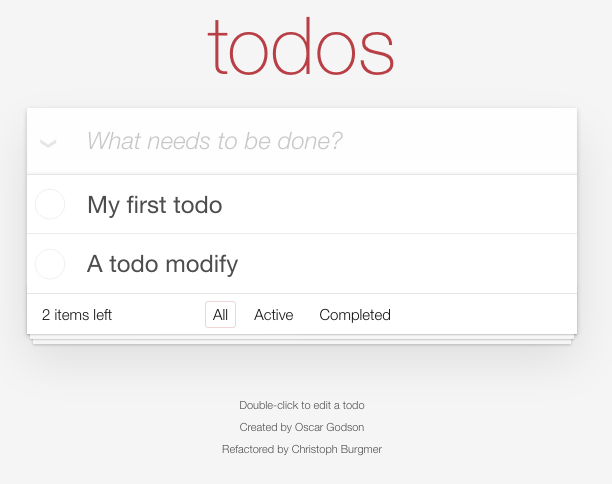 todos
What needs to be done?
My first todo
A todo modify
2 items left All Active Completed
Double-click to edit a todo
Created by Oscar Godson
Refactored by Christoph Burgmer